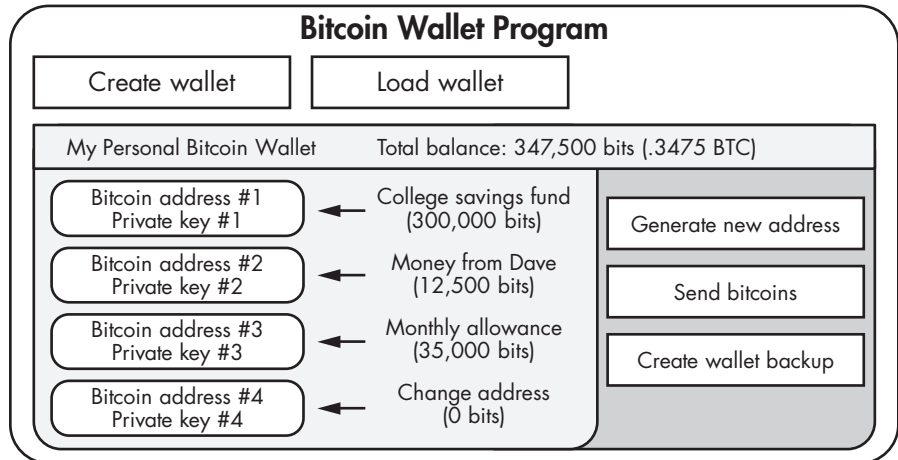 Bitcoin Wallet Program
Create wallet
Load wallet
My Personal Bitcoin Wallet
Total balance: 347,500 bits (.3475 BTC)
Bitcoin address #1
Private key #1
College savings fund
(300,000 bits)
Bitcoin address #2
Private key #2
Money from Dave
(12,500 bits)
Bitcoin address #3
Private key #3
Monthly allowance
(35,000 bits)
Bitcoin address #4
Private key #4
Change address
(0 bits)
Generate new address
Send bitcoins
Create wallet backup